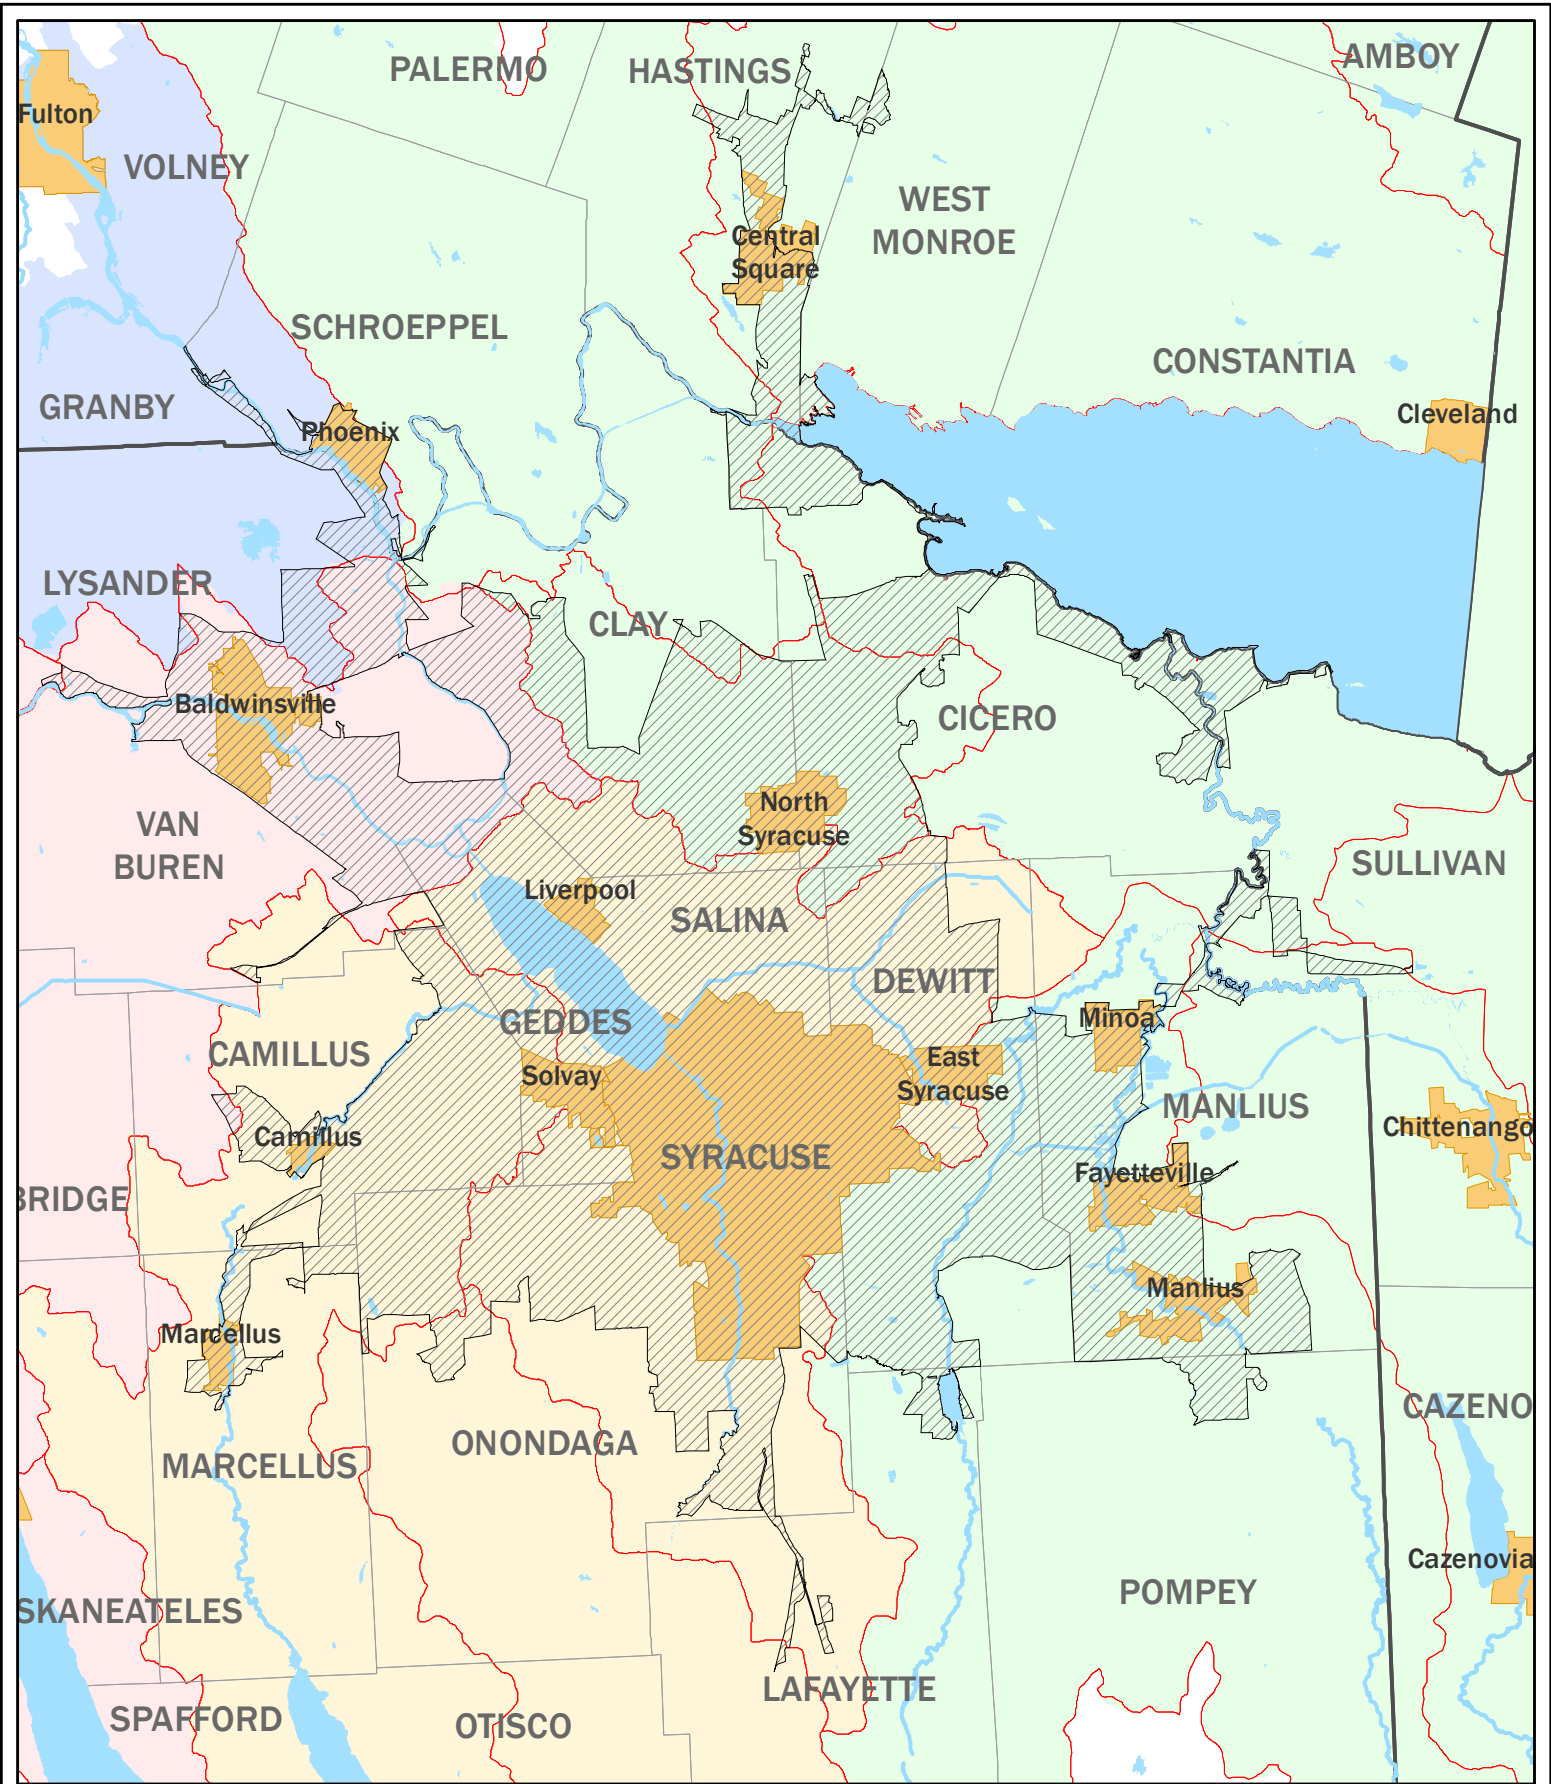 PALERMO
HASTINGS
AMBOY
Fulton
VOLNEY
WEST
MONROE
Central
Square
SCHROEPPEL
CONSTANTIA
GRANBY
Cleveland
Phoenix
LYSANDER
CLAY
Baldwinsville
CICERO
North
Syracuse
VAN
BUREN
SULLIVAN
Liverpool
SALINA
DEWITT
GEDDES
Minoa
CAMILLUS
East
Syracuse
Solvay
MANLIUS
Chittenango
Camillus
SYRACUSE
Fayetteville
BRIDGE
Manlius
Marcellus
CAZENO
ONONDAGA
MARCELLUS
Cazenovia
POMPEY
SKANEATELES
LAFAYETTE
SPAFFORD
OTISCO